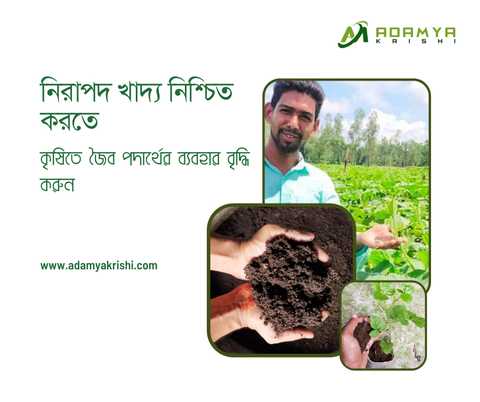 ADAMYA
KRISHI
নিরাপদ খাদ্য নিশ্চিত
করতে
কৃষিতে জৈব পদার্থের ব্যবহার বৃদ্ধি
করুন
www.adamyakrishi.com